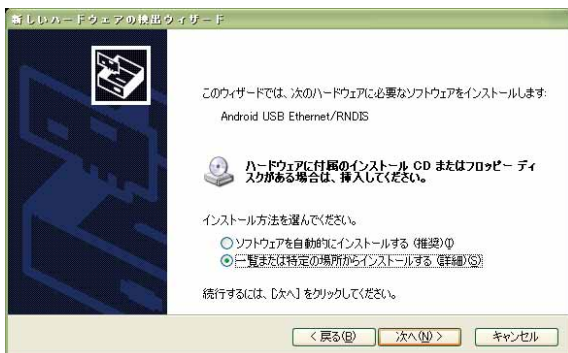 新しいハードウェアの検出ウィザード
このウィザードでは、次のハードウェアに必要なソフトウェアをインストールします:
Android USB Ethernet/RNDIS
ハードウェアに付属のインストール CD またはフロッピー ディ
スクがある場合は、挿入してください。
インストール方法を選んでください。
ソフトウェアを自動的にインストールする (推奨)(I)
一覧または特定の場所からインストールする (詳細)(S)
続行するには、[次へ] をクリックしてください。
< 戻る(B)
次へ(N) >
キャンセル